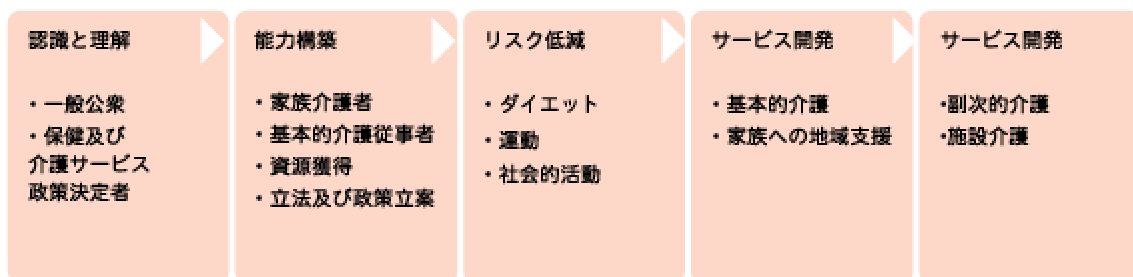 認識と理解
・一般公衆
・保健及び
介護サービス
政策決定者
能力構築
・家族介護者
・基本的介護従事者
・資源獲得
・立法及び政策立案
リスク低減
・ダイエット
・運動
・社会的活動
サービス開発
・基本的介護
・家族への地域支援
サービス開発
・副次的介護
・施設介護